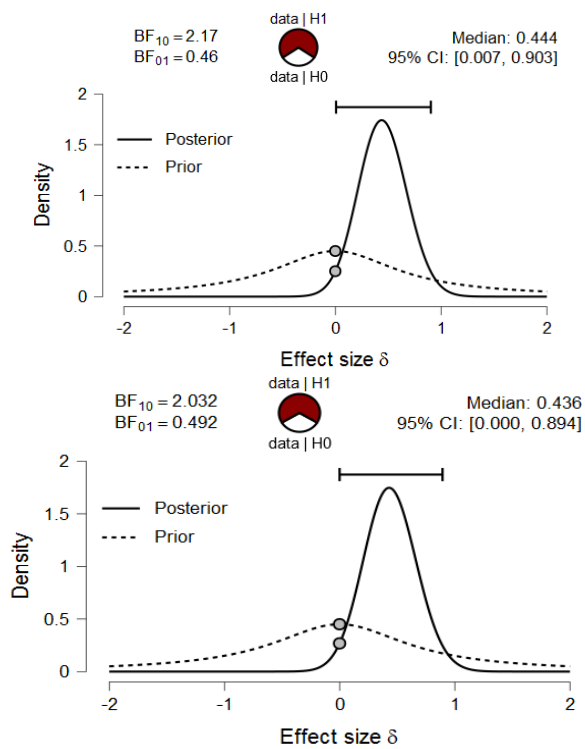 BF10 = 2.17
BF01 = 0.46
data | H1
data | H0
Median: 0.444
95% CI: [0.007, 0.903]
2
1.5
1
0.5
0
Density
Posterior
Prior
-2 -1 0 1 2
Effect size δ
BF10 = 2.032
BF01 = 0.492
data | H1
data | H0
Median: 0.436
95% CI: [0.000, 0.894]
2
1.5
1
0.5
0
Density
Posterior
Prior
-2 -1 0 1 2
Effect size δ